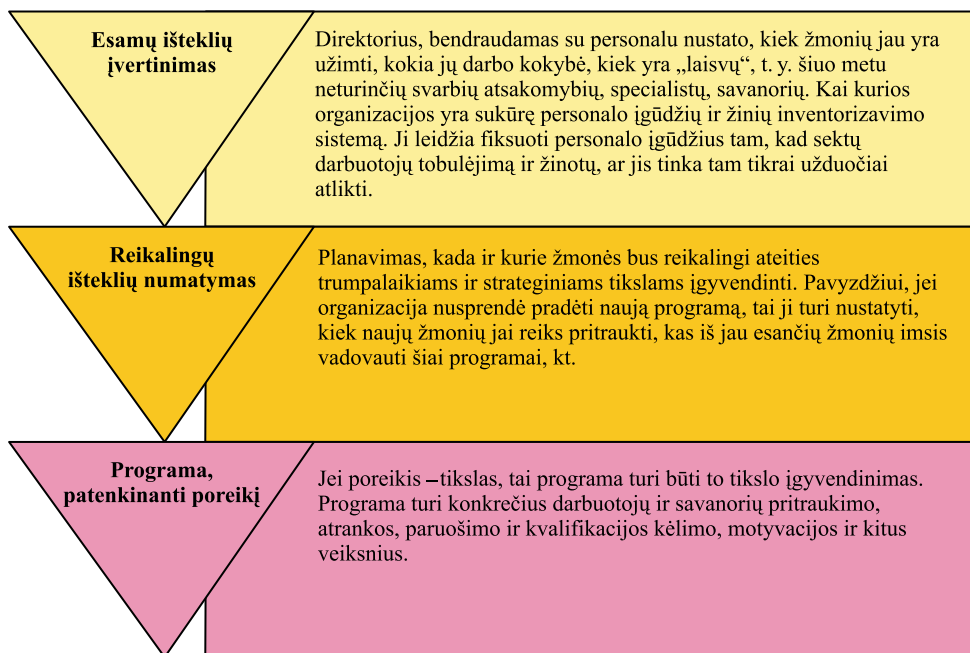 Esamų išteklių
įvertinimas
Direktorius, bendraudamas su personalu nustato, kiek žmonių jau yra
užimti, kokia jų darbo kokybė, kiek yra „laisvų“, t. y. šiuo metu
neturinčių svarbių atsakomybių, specialistų, savanorių. Kai kurios
organizacijos yra sukūrę personalo įgūdžių ir žinių inventorizavimo
sistemą. Ji leidžia fiksuoti personalo įgūdžius tam, kad sektų
darbuotojų tobulėjimą ir žinotų, ar jis tinka tam tikrai užduočiai
atlikti.
Reikalingų
išteklių numatymas
Planavimas, kada ir kurie žmonės bus reikalingi ateities
trumpalaikiams ir strateginiams tikslams įgyvendinti. Pavyzdžiui, jei
organizacija nusprendė pradėti naują programą, tai ji turi nustatyti,
kiek naujų žmonių jai reiks pritraukti, kas iš jau esančių žmonių imsis
vadovauti šiai programai, kt.
Programa,
patenkinanti poreikį
Jei poreikis –tikslas, tai programa turi būti to tikslo įgyvendinimas.
Programa turi konkrečius darbuotojų ir savanorių pritraukimo,
atrankos, paruošimo ir kvalifikacijos kėlimo, motyvacijos ir kitus
veiksnius.